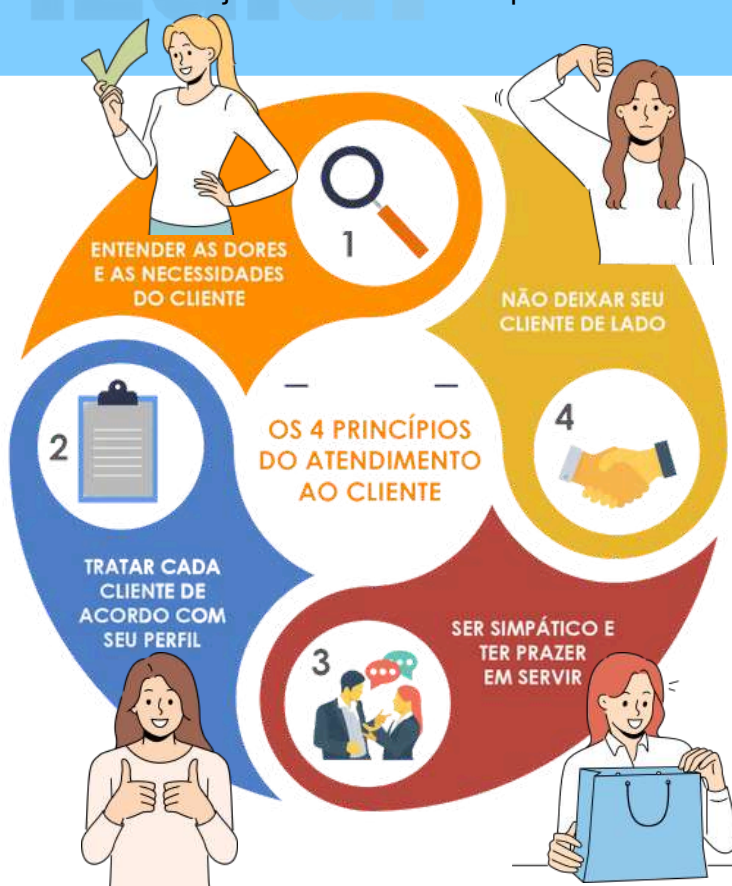 1
ENTENDER AS DORES
E AS NECESSIDADES
DO CLIENTE
2
TRATAR CADA
CLIENTE DE
ACORDO COM
SEU PERFIL
3
SER SIMPÁTICO E
TER PRAZER
EM SERVIR
4
NÃO DEIXAR SEU
CLIENTE DE LADO
OS 4 PRINCÍPIOS
DO ATENDIMENTO
AO CLIENTE